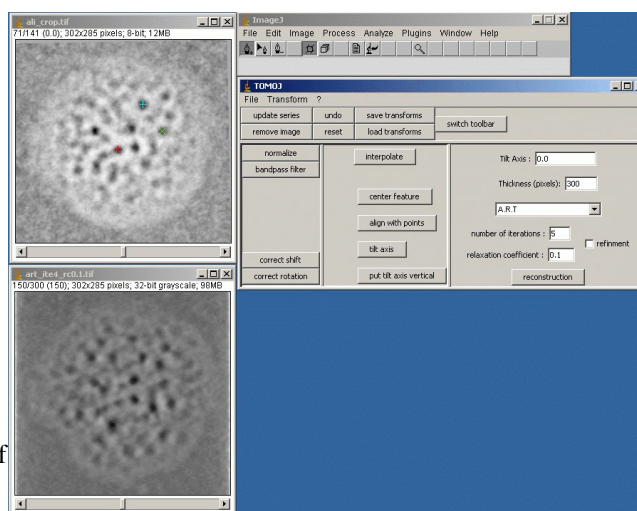 ali_crop.tif
71/141 (0.0); 302x285 pixels; 8-bit; 12MB
ImageJ
File Edit Image Process Analyze Plugins Window Help
TOMOJ
File Transform ?
update series undo save transforms
remove image reset load transforms
switch toolbar
normalize
bandpass filter
correct shift
correct rotation
interpolate
center feature
align with points
tilt axis
put tilt axis vertical
Tilt Axis : 0.0
Thickness (pixels): 300
A.R.T
number of iterations : 5
refinment
relaxation coefficient : 0.1
reconstruction
art_ite4_rc0.1.tif
150/300 (150); 302x285 pixels; 32-bit grayscale; 98MB
f